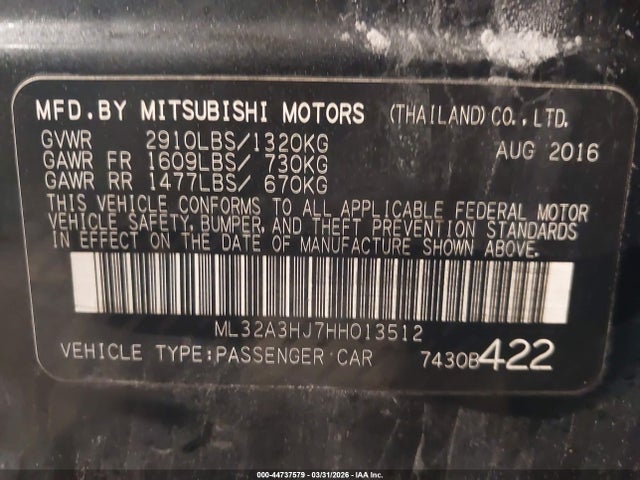 MFD.BY MITSUBISHI MOTORS (THAILAND)CO.,LTD.
GVWR 2910LBS/1320KG AUG 2016
GAWR FR 1609LBS/ 730KG
GAWR RR 1477LBS/ 670KG
THIS VEHICLE CONFORMS TO ALL APPLICABLE FEDERAL MOTOR
VEHICLE SAFETY, BUMPER, AND THEFT PREVENTION STANDARDS
IN EFFECT ON THE DATE OF MANUFACTURE SHOWN ABOVE.
ML32A3HJ7HH013512
VEHICLE TYPE:PASSENGER CAR 7430B422
000-44737579 - 03/31/2026 - IAA Inc.